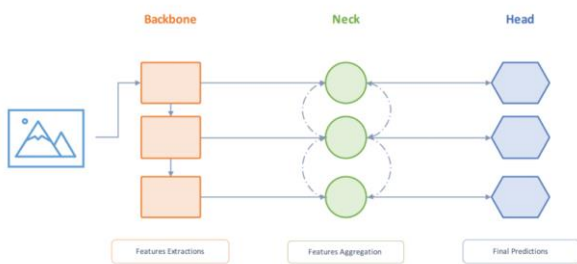 Backbone
Neck
Head
Features Extractions
Features Aggregation
Final Predictions